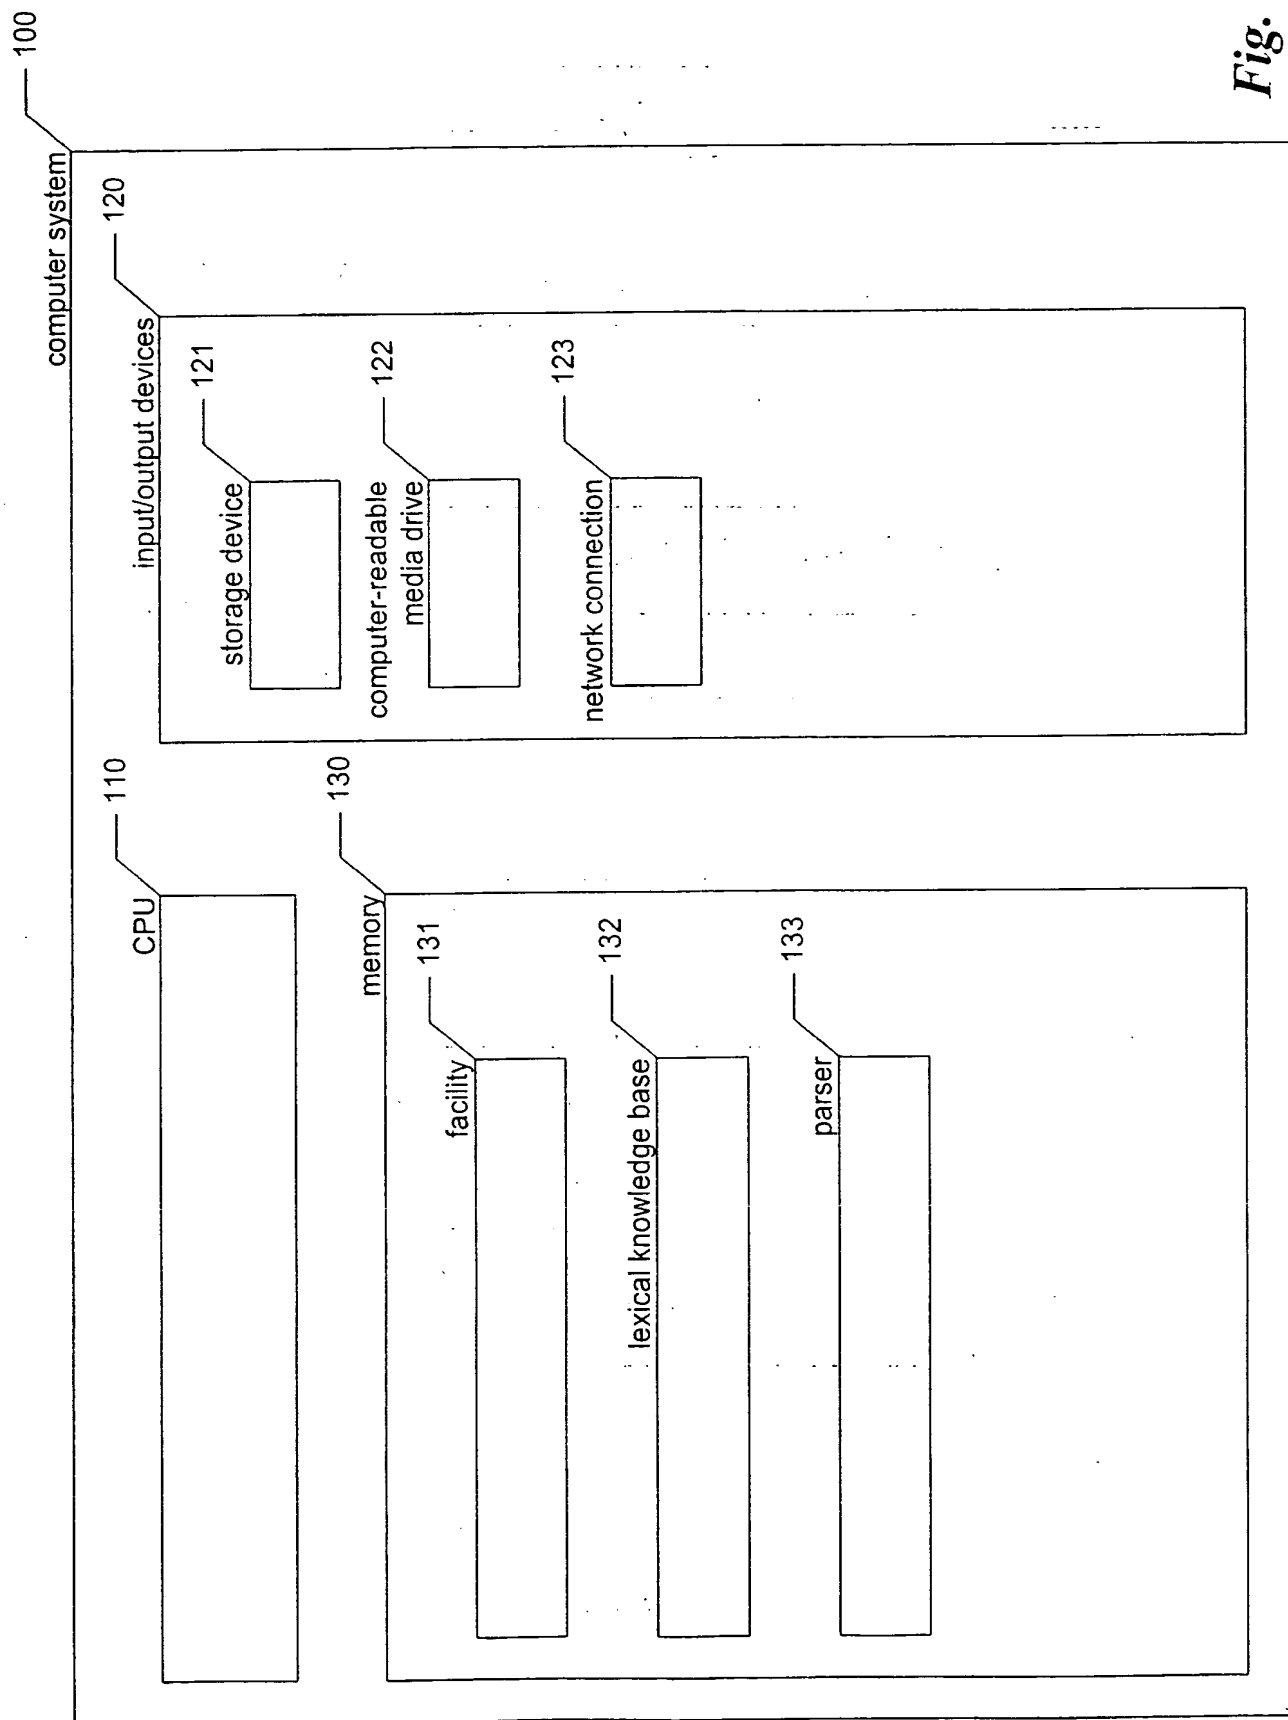 100
computer system
110
CPU
120
input/output devices
121
storage device
122
computer-readable
media drive
123
network connection
130
memory
131
facility
132
lexical knowledge base
133
parser
Fig.